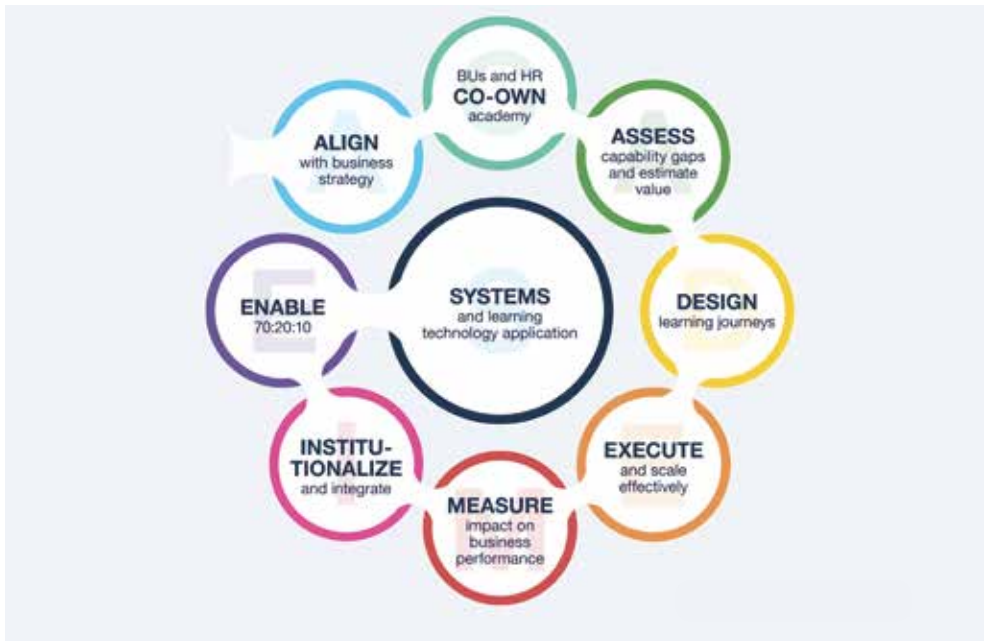 ALIGN
with business
strategy
BUs and HR
CO-OWN
academy
ASSESS
capability gaps
and estimate
value
DESIGN
learning journeys
EXECUTE
and scale
effectively
MEASURE
impact on
business
performance
INSTITU-
TIONALIZE
and integrate
ENABLE
70:20:10
SYSTEMS
and learning
technology application
A
C
A
D
E
M
I
E
S